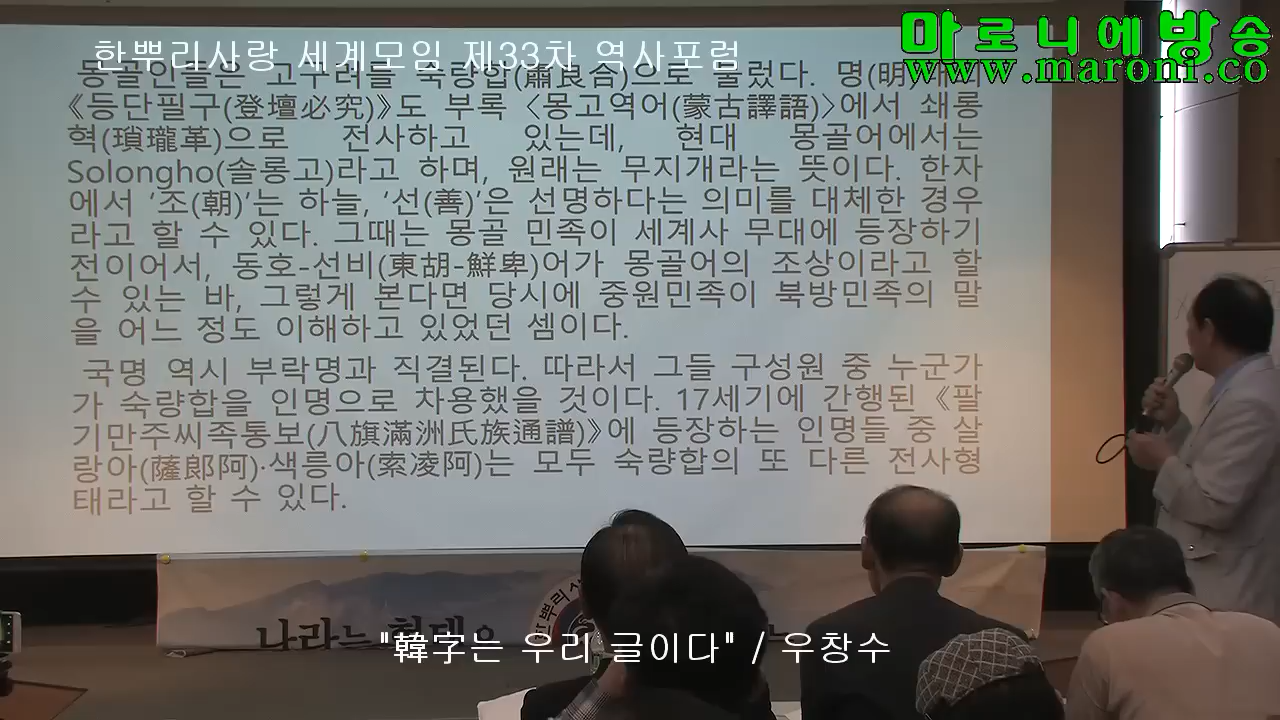 마로니에방송
www.maroni.co
한뿌리사랑 세계모임 제33차 역사포럼
몽골인들은 고구려를 숙량합(肅良合)으로 불렀다. 명(明)
《등단필구(登壇必究)》도 부록 〈몽고역어(蒙古譯語)〉에서 쇄롱
혁(瑣瓏革)으로 전사하고 있는데, 현대 몽골어에서는
Solongho(솔롱고)라고 하며, 원래는 무지개라는 뜻이다. 한자
에서 ‘조(朝)’는 하늘, ‘선(善)’은 선명하다는 의미를 대체한 경우
라고 할 수 있다. 그때는 몽골 민족이 세계사 무대에 등장하기
전이어서, 동호-선비(東胡-鮮卑)어가 몽골어의 조상이라고 할
수 있는 바, 그렇게 본다면 당시에 중원민족이 북방민족의 말
을 어느 정도 이해하고 있었던 셈이다.
국명 역시 부락명과 직결된다. 따라서 그들 구성원 중 누군가
가 숙량합을 인명으로 차용했을 것이다. 17세기에 간행된 《팔
기만주씨족통보(八旗滿洲氏族通譜)》에 등장하는 인명들 중 살
랑아(薩郞阿)·색릉아(索凌阿)는 모두 숙량합의 또 다른 전사형
태라고 할 수 있다.
나라는
"韓字는 우리 글이다" / 우창수